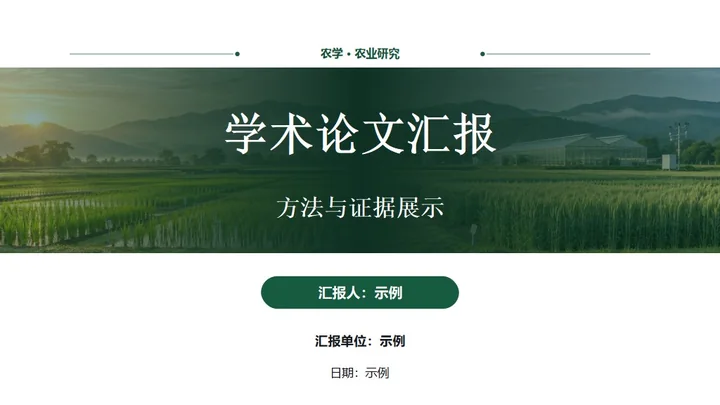 农学·农业研究
学术论文汇报
方法与证据展示
汇报人：示例
汇报单位：示例
日期：示例